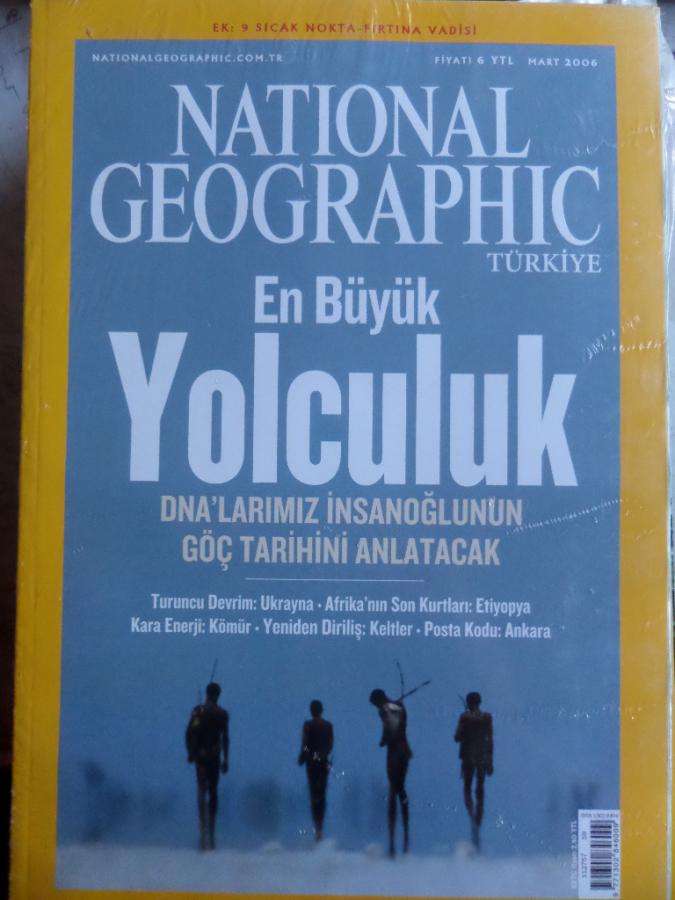 EK: 9 SICAK NOKTA-FIRTINA VADİSİ
NATIONALGEOGRAPHIC.COM.TR
FİYATI 6 YTL MART 2006
NATIONAL
GEOGRAPHIC
TÜRKİYE
En Büyük
Yolculuk
DNA'LARIMIZ İNSANOĞLUNUN
GÖÇ TARİHİNİ ANLATACAK
Turuncu Devrim: Ukrayna • Afrika'nın Son Kurtları: Etiyopya
Kara Enerji: Kömür • Yeniden Diriliş: Keltler • Posta Kodu: Ankara